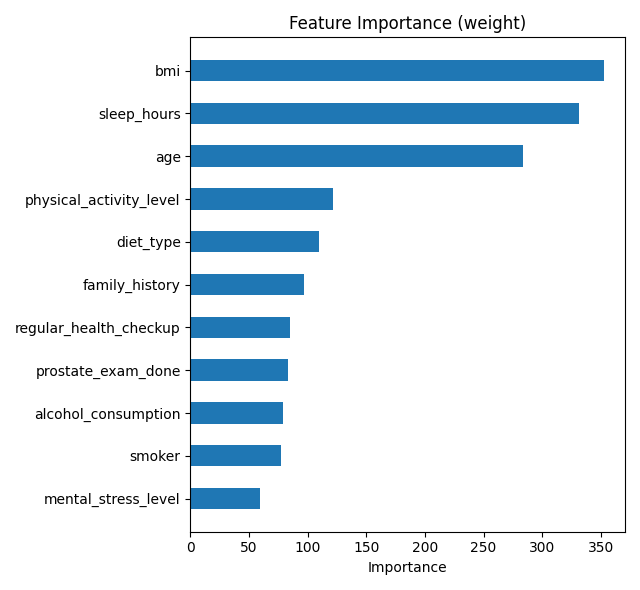 Feature Importance (weight)
bmi
sleep_hours
age
physical_activity_level
diet_type
family_history
regular_health_checkup
prostate_exam_done
alcohol_consumption
smoker
mental_stress_level
0 50 100 150 200 250 300 350
Importance